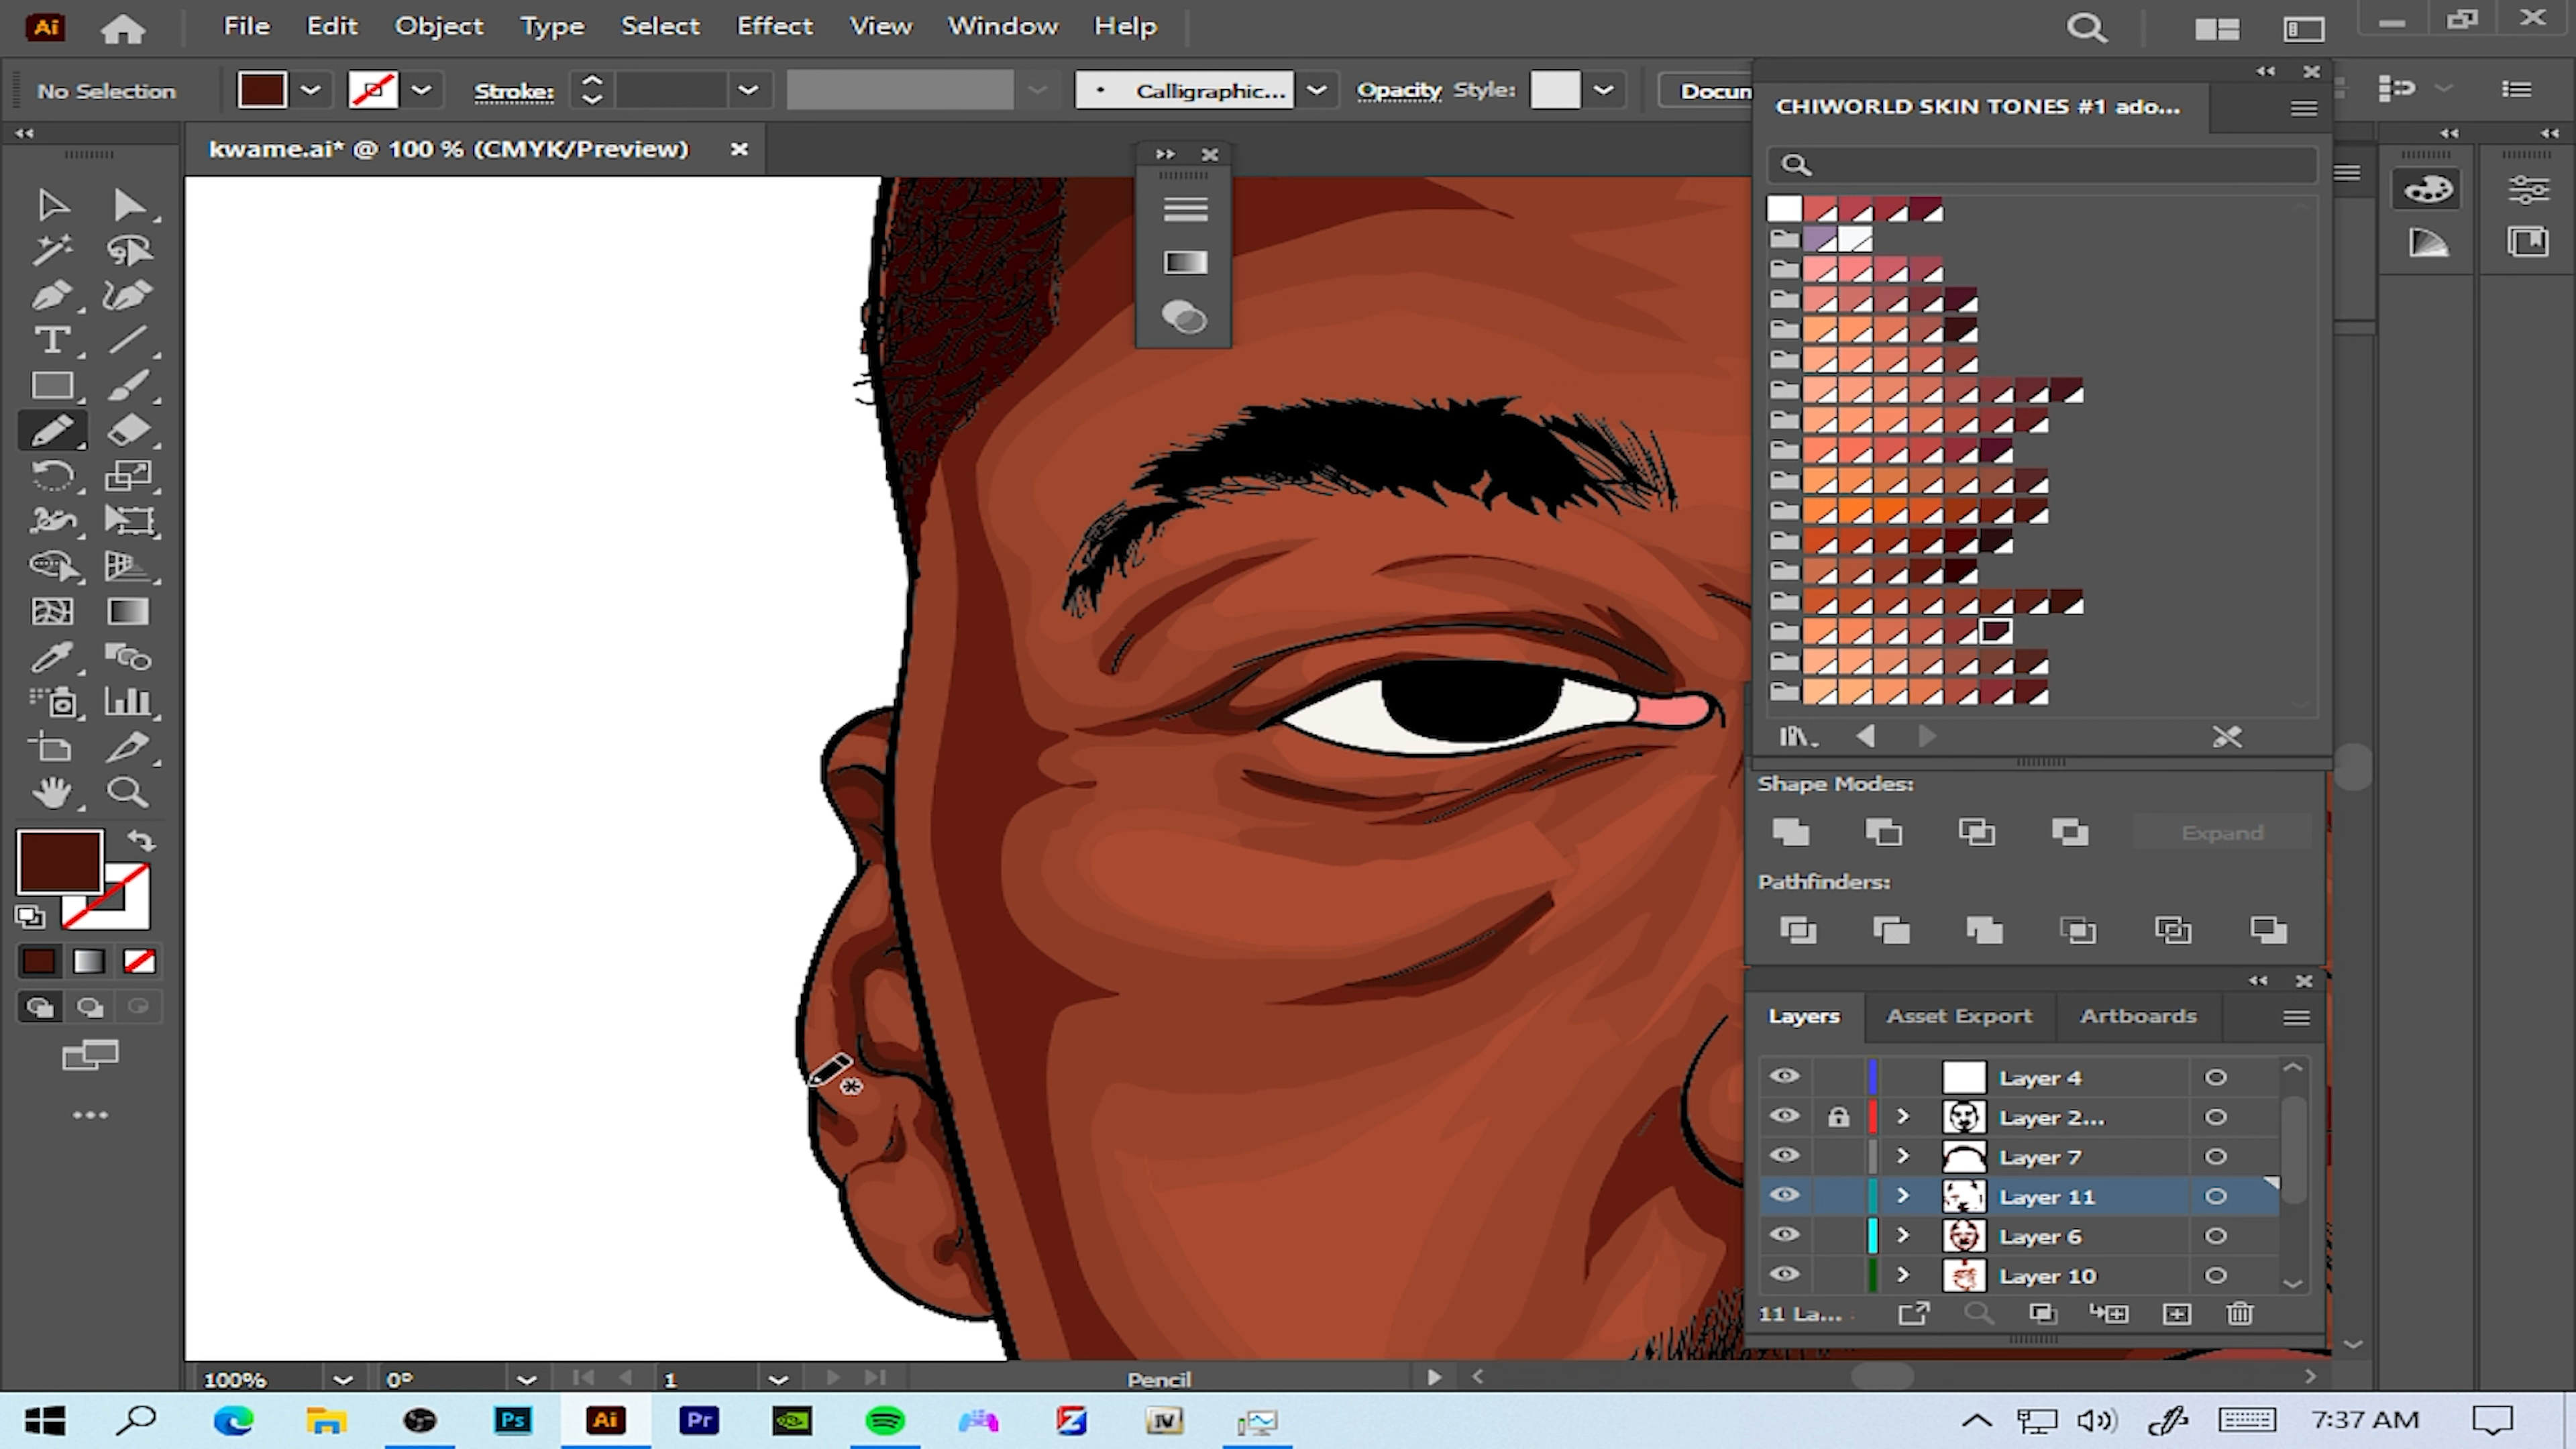 Ai File Edit Object Type Select Effect View Window Help
No Selection Stroke: Calligraphic... Opacity Style: Docum
CHIWORLD SKIN TONES #1 ado...
kwame.ai* @ 100 % (CMYK/Preview)
Shape Modes:
Expand
Pathfinders:
Layers Asset Export Artboards
Layer 4
Layer 2...
Layer 7
Layer 11
Layer 6
Layer 10
11 La...
100% 0° 1 Pencil
Ps Ai Pr IV 7:37 AM